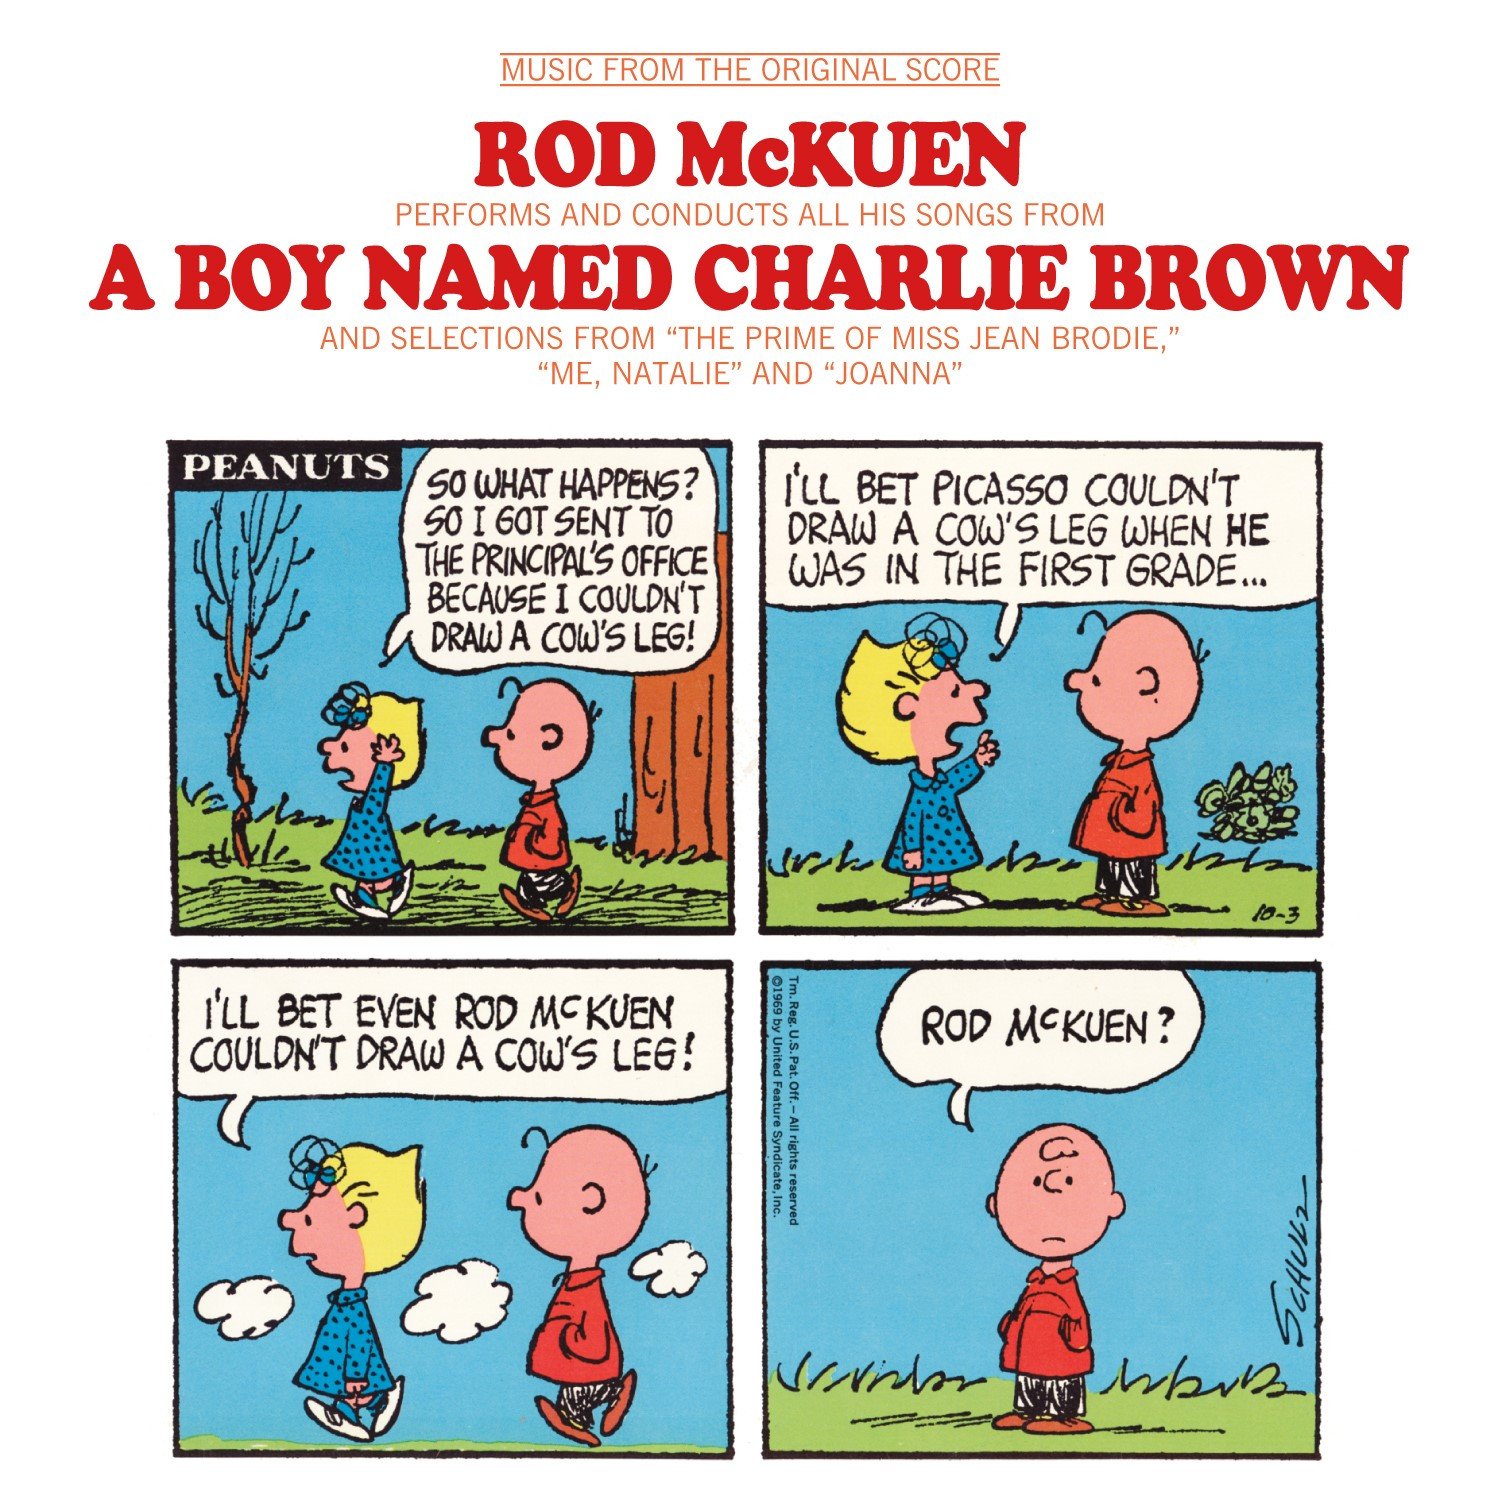 MUSIC FROM THE ORIGINAL SCORE
ROD McKUEN
PERFORMS AND CONDUCTS ALL HIS SONGS FROM
A BOY NAMED CHARLIE BROWN
AND SELECTIONS FROM “THE PRIME OF MISS JEAN BRODIE,”
“ME, NATALIE” AND “JOANNA”
PEANUTS
SO WHAT HAPPENS?
SO I GOT SENT TO
THE PRINCIPAL'S OFFICE
BECAUSE I COULDN'T
DRAW A COW'S LEG!
I'LL BET PICASSO COULDN'T
DRAW A COW'S LEG WHEN HE
WAS IN THE FIRST GRADE...
10-3
I'LL BET EVEN ROD McKUEN
COULDN'T DRAW A COW'S LEG!
Tm. Reg. U.S. Pat. Off.—All rights reserved
©1969 by United Feature Syndicate, Inc.
ROD McKUEN?
SCHULZ